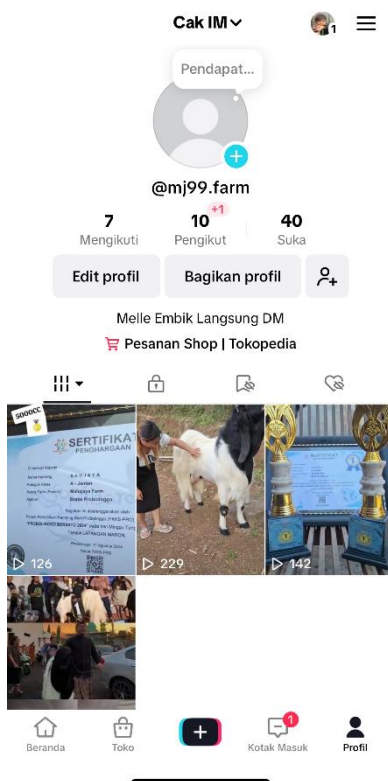 Cak IM
1
Pendapat...
@mj99.farm
+1
7 10 40
Mengikuti Pengikut Suka
Edit profil Bagikan profil
Melle Embik Langsung DM
Pesanan Shop | Tokopedia
5000CC
SERTIFIKA
PENGHARGAAN
126
229
142
Beranda Toko Kotak Masuk Profil
1